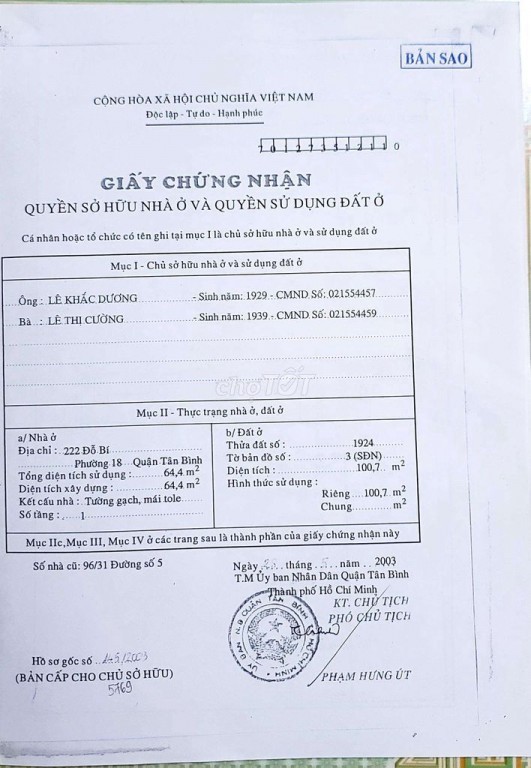 BẢN SAO
CỘNG HÒA XÃ HỘI CHỦ NGHĨA VIỆT NAM
Độc lập - Tự do - Hạnh phúc
GIẤY CHỨNG NHẬN
QUYỀN SỞ HỮU NHÀ Ở VÀ QUYỀN SỬ DỤNG ĐẤT Ở
Cá nhân hoặc tổ chức có tên ghi tại mục I là chủ sở hữu nhà ở và sử dụng đất ở
Mục I - Chủ sở hữu nhà ở và sử dụng đất ở
Ông : LÊ KHẮC DƯƠNG - Sinh năm: 1929 - CMND Số: 021554457
Bà : LÊ THỊ CƯỜNG - Sinh năm: 1939 - CMND Số: 021554459
choTỐT
Mục II - Thực trạng nhà ở, đất ở
a/ Nhà ở
Địa chỉ : 222 Đỗ Bí
Phường 18 Quận Tân Bình
Tổng diện tích sử dụng : 64,4 m²
Diện tích xây dựng : 64,4 m²
Kết cấu nhà : Tường gạch, mái tole
Số tầng : 1
b/ Đất ở
Thửa đất số : 1924
Tờ bản đồ số : 3 (SĐN)
Diện tích : 100,7 m²
Hình thức sử dụng :
Riêng : 100,7 m²
Chung m²
Mục IIc, Mục III, Mục IV ở các trang sau là thành phần của giấy chứng nhận này
Số nhà cũ: 96/31 Đường số 5
Ngày tháng năm 2003
T.M Ủy ban Nhân Dân Quận Tân Bình
Thành phố Hồ Chí Minh
KT. CHỦ TỊCH
PHÓ CHỦ TỊCH
Hồ sơ gốc số /2003
(BẢN CẤP CHO CHỦ SỞ HỮU)
5769
PHẠM HƯNG ÚT